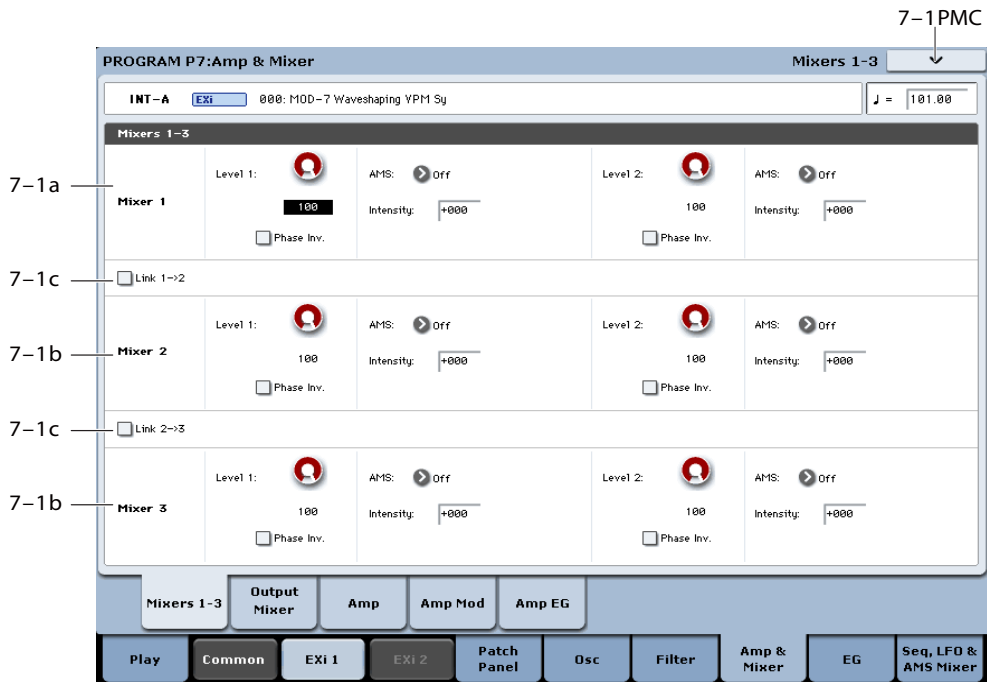 7–1PMC
PROGRAM P7:Amp & Mixer Mixers 1-3
INT-A EXi 000: MOD-7 Waveshaping VPM Sy ♩ = 101.00
Mixers 1-3
7–1a
Mixer 1
Level 1: 100
Phase Inv.
AMS: Off
Intensity: +000
Level 2: 100
Phase Inv.
AMS: Off
Intensity: +000
7–1c
Link 1->2
7–1b
Mixer 2
Level 1: 100
Phase Inv.
AMS: Off
Intensity: +000
Level 2: 100
Phase Inv.
AMS: Off
Intensity: +000
7–1c
Link 2->3
7–1b
Mixer 3
Level 1: 100
Phase Inv.
AMS: Off
Intensity: +000
Level 2: 100
Phase Inv.
AMS: Off
Intensity: +000
Mixers 1-3
Output
Mixer
Amp
Amp Mod
Amp EG
Play
Common
EXi 1
EXi 2
Patch
Panel
Osc
Filter
Amp &
Mixer
EG
Seq, LFO &
AMS Mixer